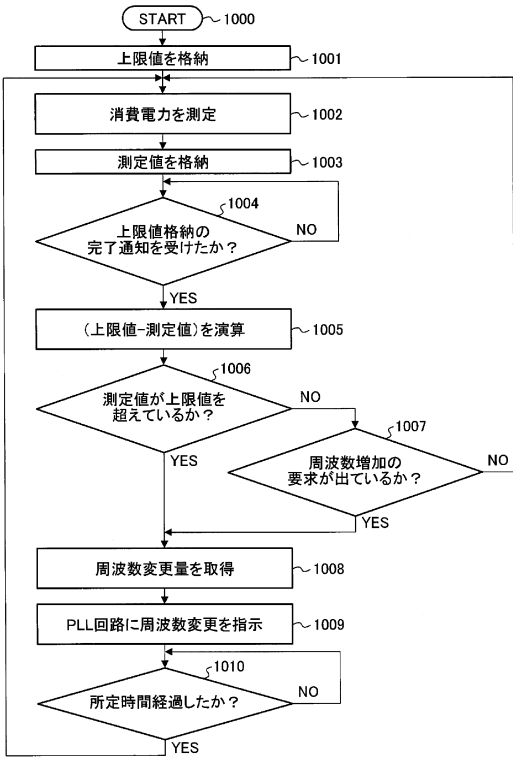 START
1000
上限値を格納
1001
消費電力を測定
1002
測定値を格納
1003
1004
上限値格納の
完了通知を受けたか？
NO
YES
(上限値-測定値)を演算
1005
1006
測定値が上限値を
超えているか？
NO
YES
1007
周波数増加の
要求が出ているか？
NO
YES
周波数変更量を取得
1008
PLL回路に周波数変更を指示
1009
1010
所定時間経過したか？
NO
YES